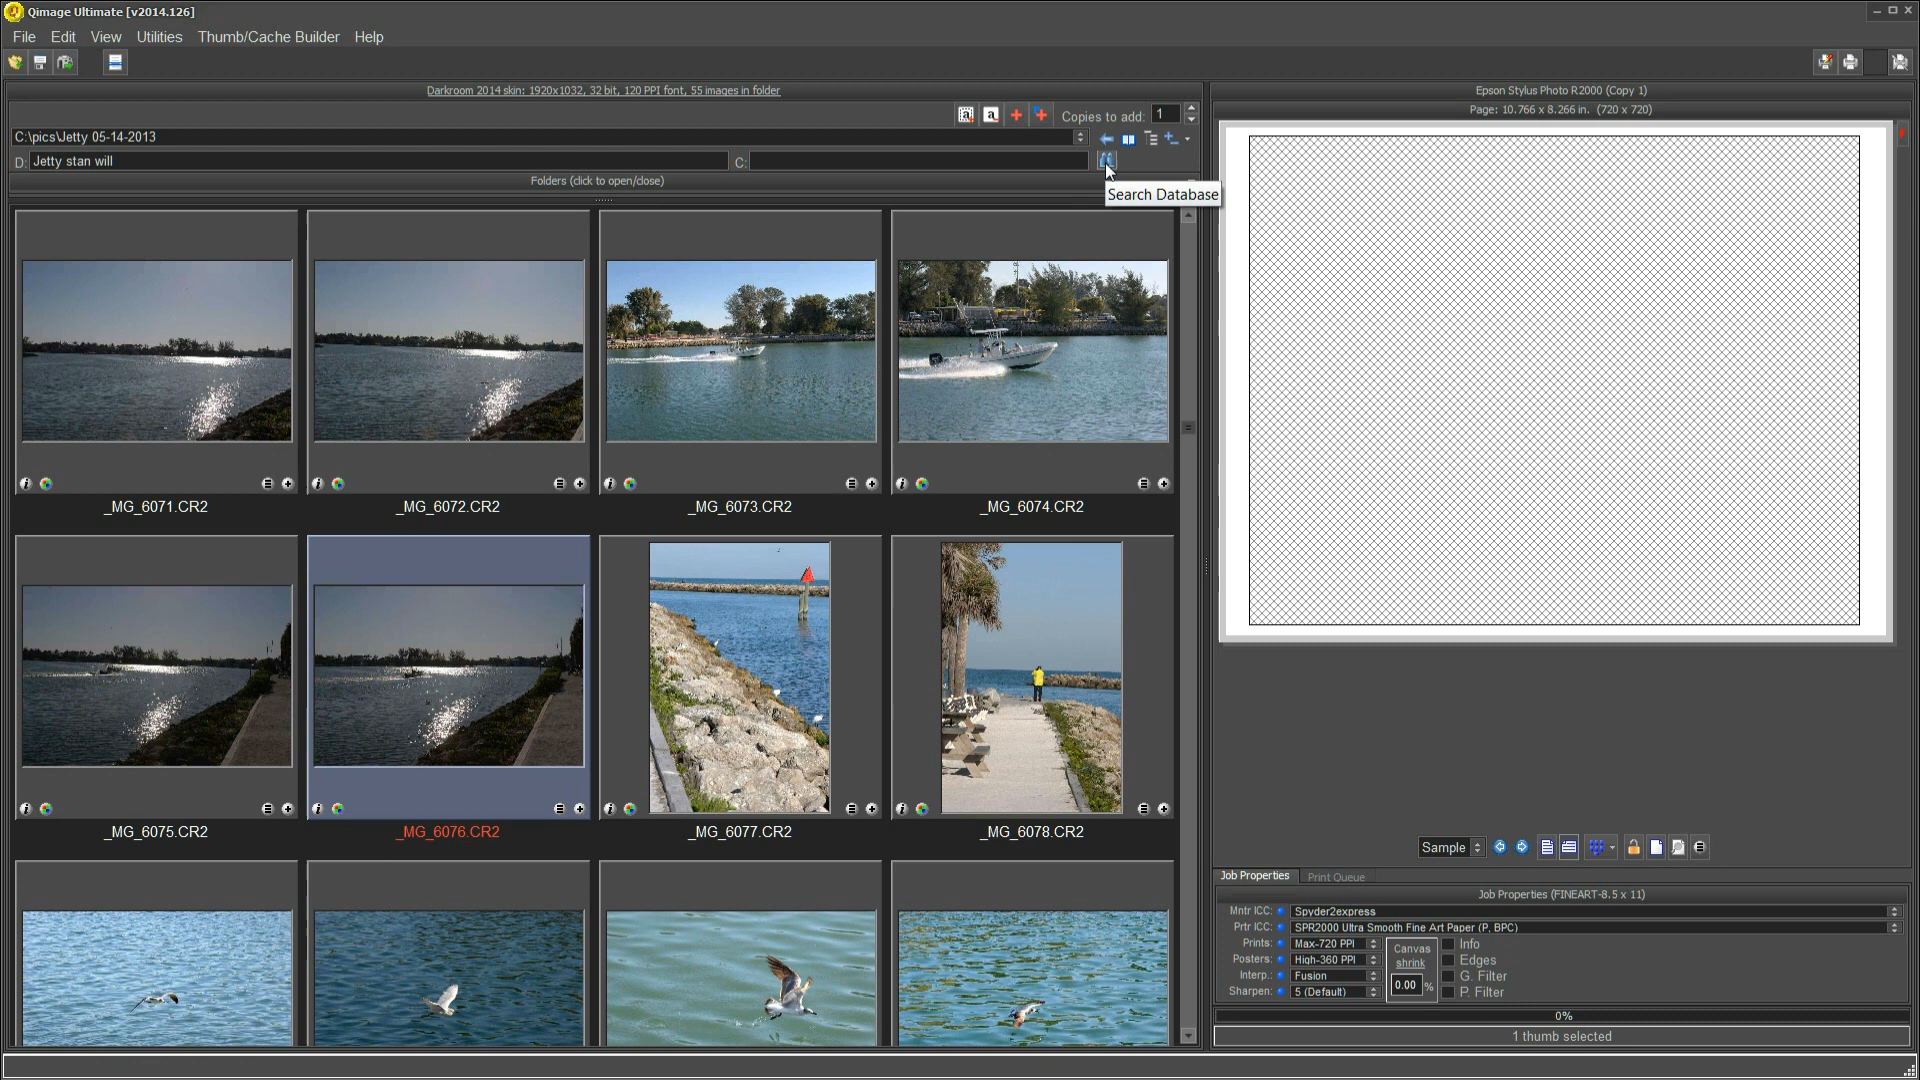 Qimage Ultimate [v2014.126]
File Edit View Utilities Thumb/Cache Builder Help
Darkroom 2014 skin: 1920x1032, 32 bit, 120 PPI font, 55 images in folder
a a Copies to add: 1
C:\pics\Jetty 05-14-2013
D: Jetty stan will C:
Folders (click to open/close)
Search Database
_MG_6071.CR2 _MG_6072.CR2 _MG_6073.CR2 _MG_6074.CR2
_MG_6075.CR2 _MG_6076.CR2 _MG_6077.CR2 _MG_6078.CR2
Epson Stylus Photo R2000 (Copy 1)
Page: 10.766 x 8.266 in. (720 x 720)
Sample
Job Properties Print Queue
Job Properties (FINEART-8.5 x 11)
Mntr ICC: Spyder2express
Prtr ICC: SPR2000 Ultra Smooth Fine Art Paper (P, BPC)
Prints: Max-720 PPI
Posters: High-360 PPI
Interp.: Fusion
Sharpen: 5 (Default)
Canvas
shrink
0.00 %
Info
Edges
G. Filter
P. Filter
0%
1 thumb selected